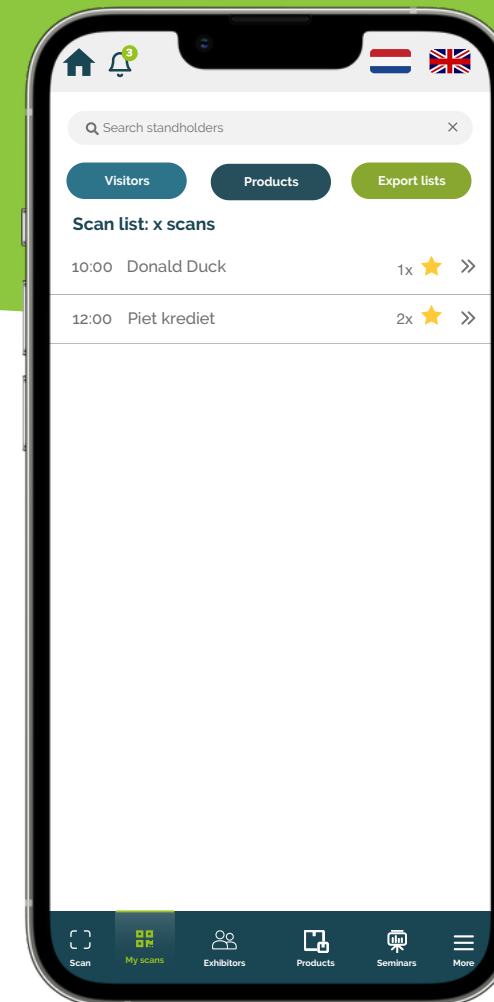 3
Search standholders
Visitors
Products
Export lists
Scan list: x scans
10:00 Donald Duck 1x
12:00 Piet krediet 2x
Scan
My scans
Exhibitors
Products
Seminars
More